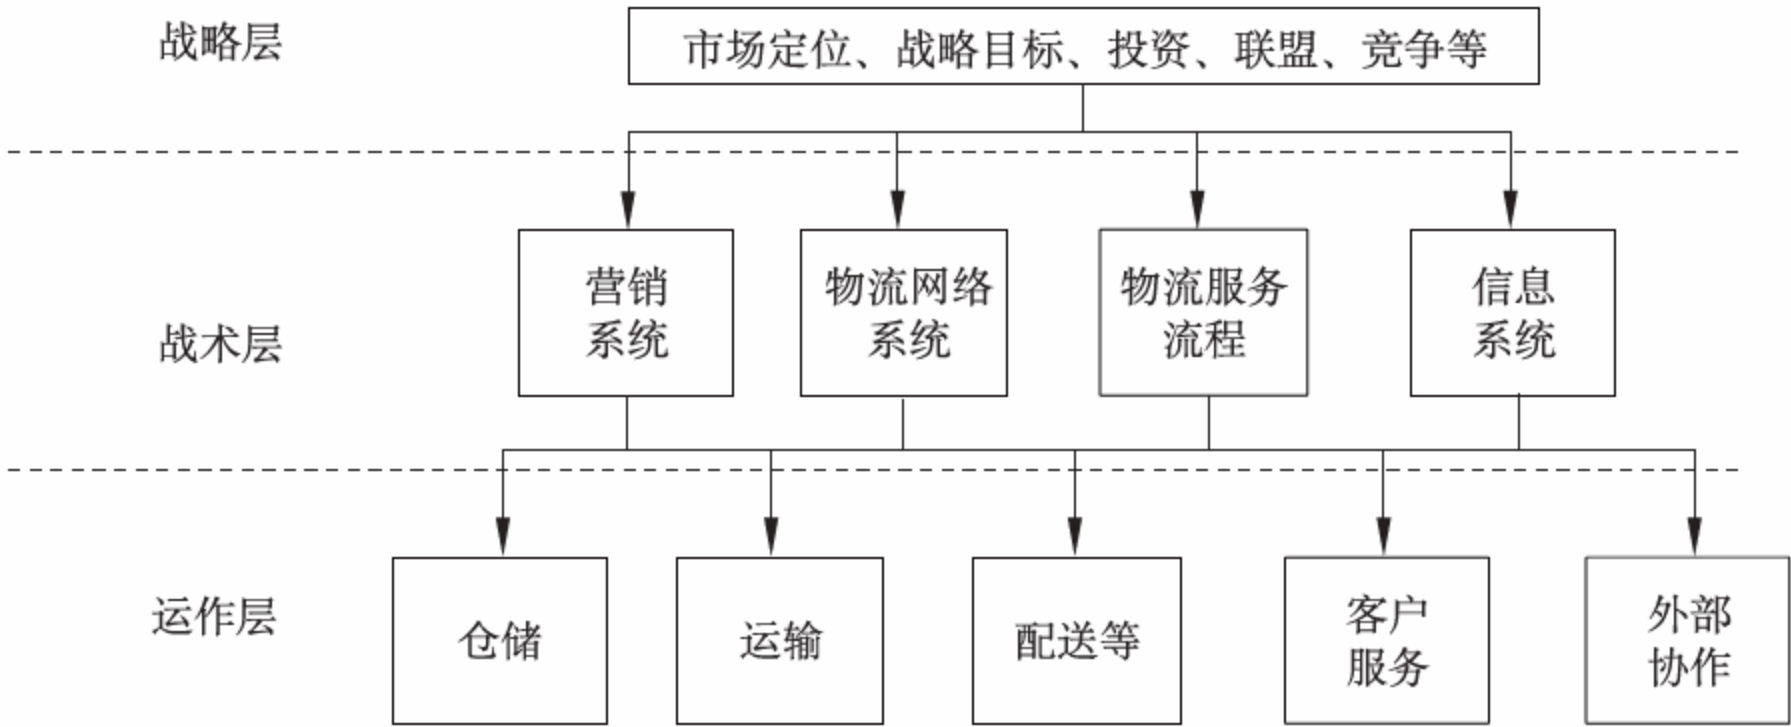 战略层
市场定位、战略目标、投资、联盟、竞争等
战术层
营销
系统
物流网络
系统
物流服务
流程
信息
系统
运作层
仓储
运输
配送等
客户
服务
外部
协作